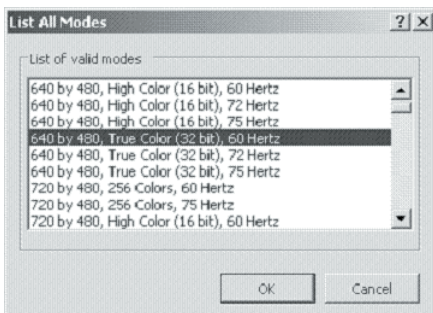 List All Modes
List of valid modes
640 by 480, High Color (16 bit), 60 Hertz
640 by 480, High Color (16 bit), 72 Hertz
640 by 480, High Color (16 bit), 75 Hertz
640 by 480, True Color (32 bit), 60 Hertz
640 by 480, True Color (32 bit), 72 Hertz
640 by 480, True Color (32 bit), 75 Hertz
720 by 480, 256 Colors, 60 Hertz
720 by 480, 256 Colors, 75 Hertz
720 by 480, High Color (16 bit), 60 Hertz
OK Cancel